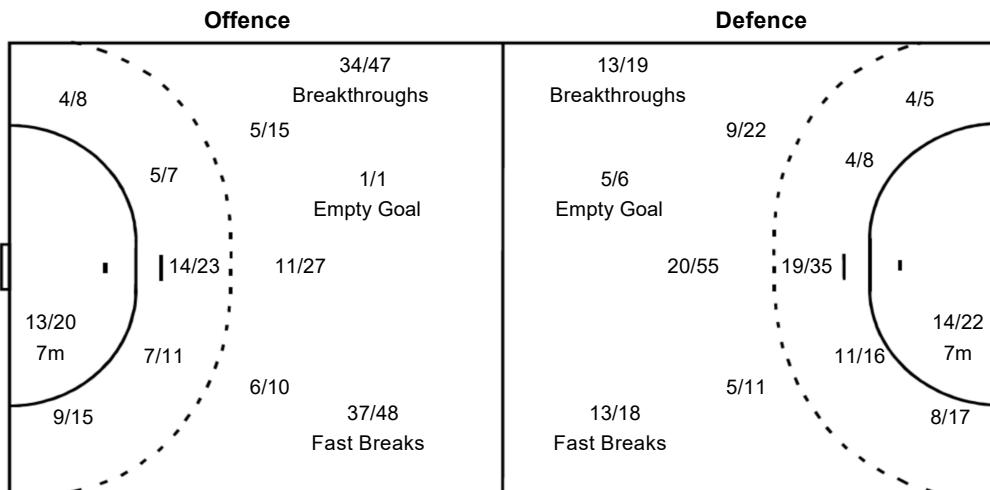 Offence
Defence
34/47
Breakthroughs
13/19
Breakthroughs
4/8
4/5
5/15
9/22
5/7
4/8
1/1
Empty Goal
5/6
Empty Goal
14/23
11/27
20/55
19/35
13/20
7m
14/22
7m
7/11
11/16
6/10
5/11
9/15
37/48
Fast Breaks
13/18
Fast Breaks
8/17